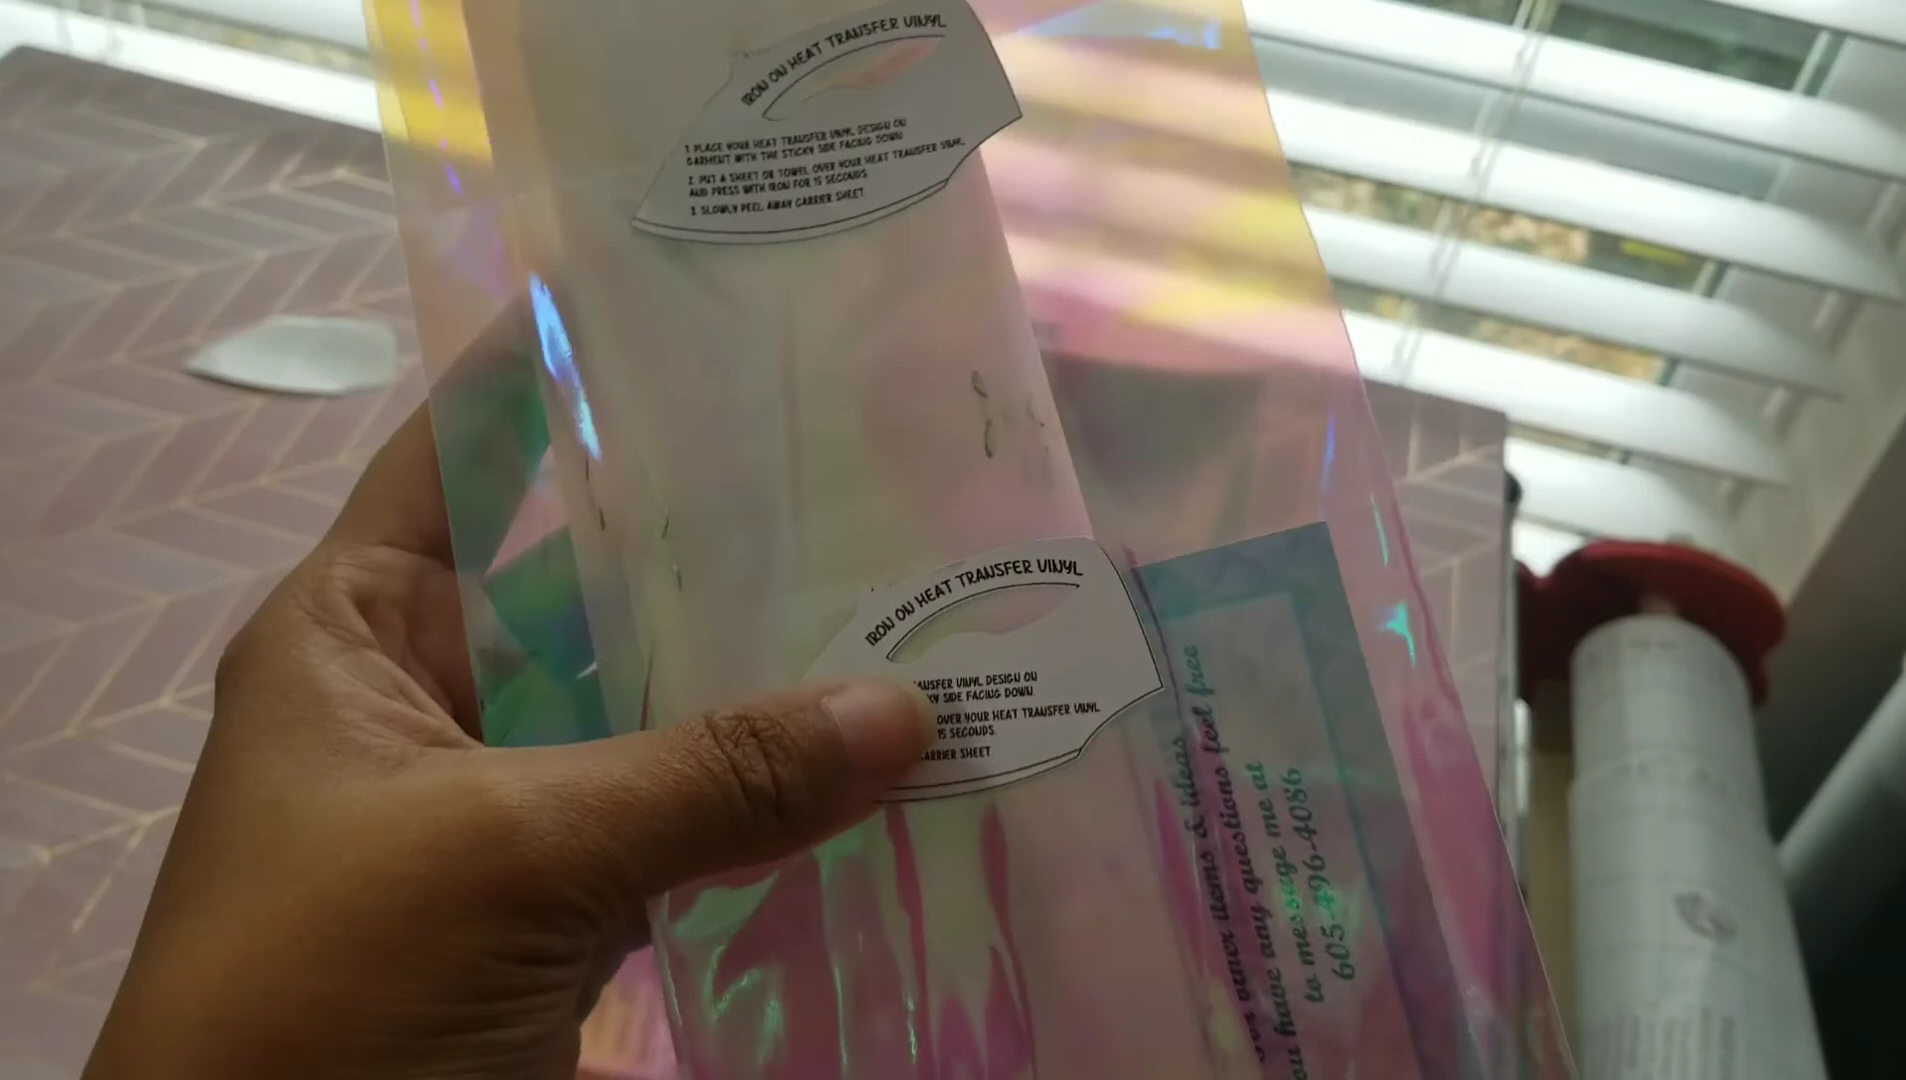 IRON ON HEAT TRANSFER VINYL
1. PLACE YOUR HEAT TRANSFER VINYL DESIGN ON
GARMENT WITH THE STICKY SIDE FACING DOWN
2. PUT A SHEET OR TOWEL OVER YOUR HEAT TRANSFER VINYL
AND PRESS WITH IRON FOR 15 SECONDS
3. SLOWLY PEEL AWAY CARRIER SHEET.
IRON ON HEAT TRANSFER VINYL
ANSFER VINYL DESIGN ON
KY SIDE FACING DOWN
OVER YOUR HEAT TRANSFER VINYL
15 SECONDS
CARRIER SHEET
items & ideas
ou have any questions feel free
to message me at
605-496-4086